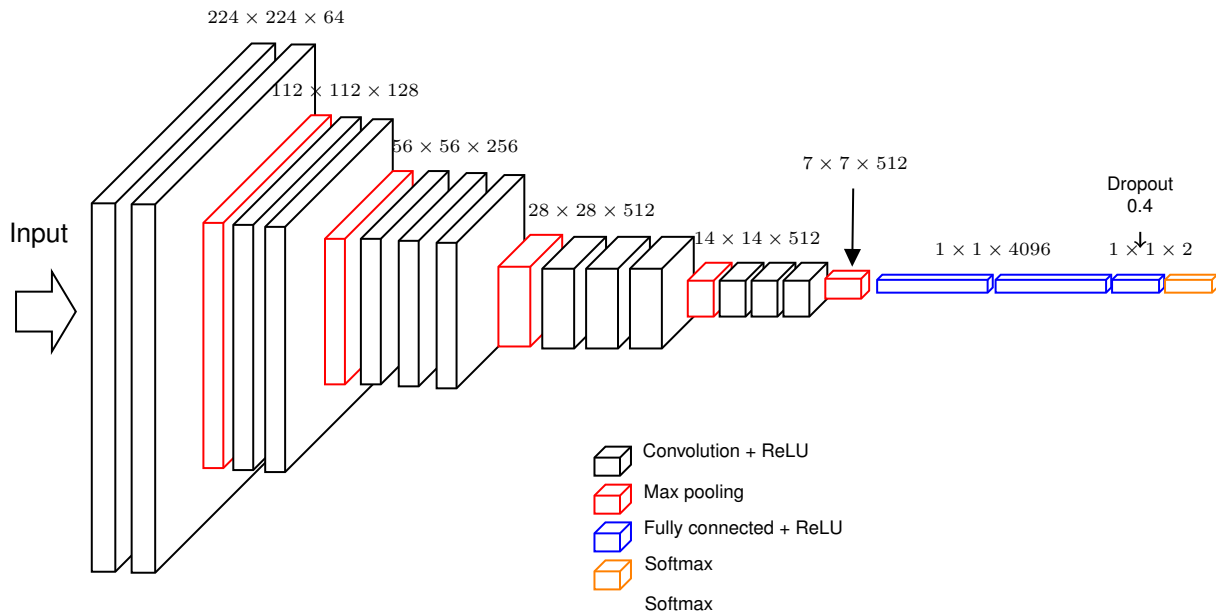 224 × 224 × 64
112 × 112 × 128
56 × 56 × 256
28 × 28 × 512
14 × 14 × 512
7 × 7 × 512
1 × 1 × 4096
Dropout
0.4
↓
1 × 1 × 2
Input
Convolution + ReLU
Max pooling
Fully connected + ReLU
Softmax
Softmax